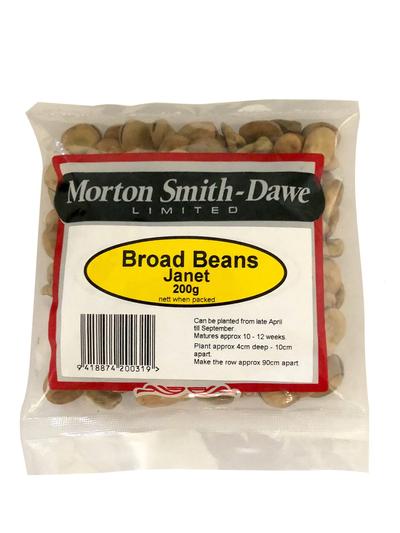 Morton Smith-Dawe
LIMITED
Broad Beans
Janet
200g
nett when packed
Can be planted from late April
till September
Matures approx 10 - 12 weeks.
Plant approx 4cm deep - 10cm
apart.
Make the row approx 90cm apart
9 418874 200319 >